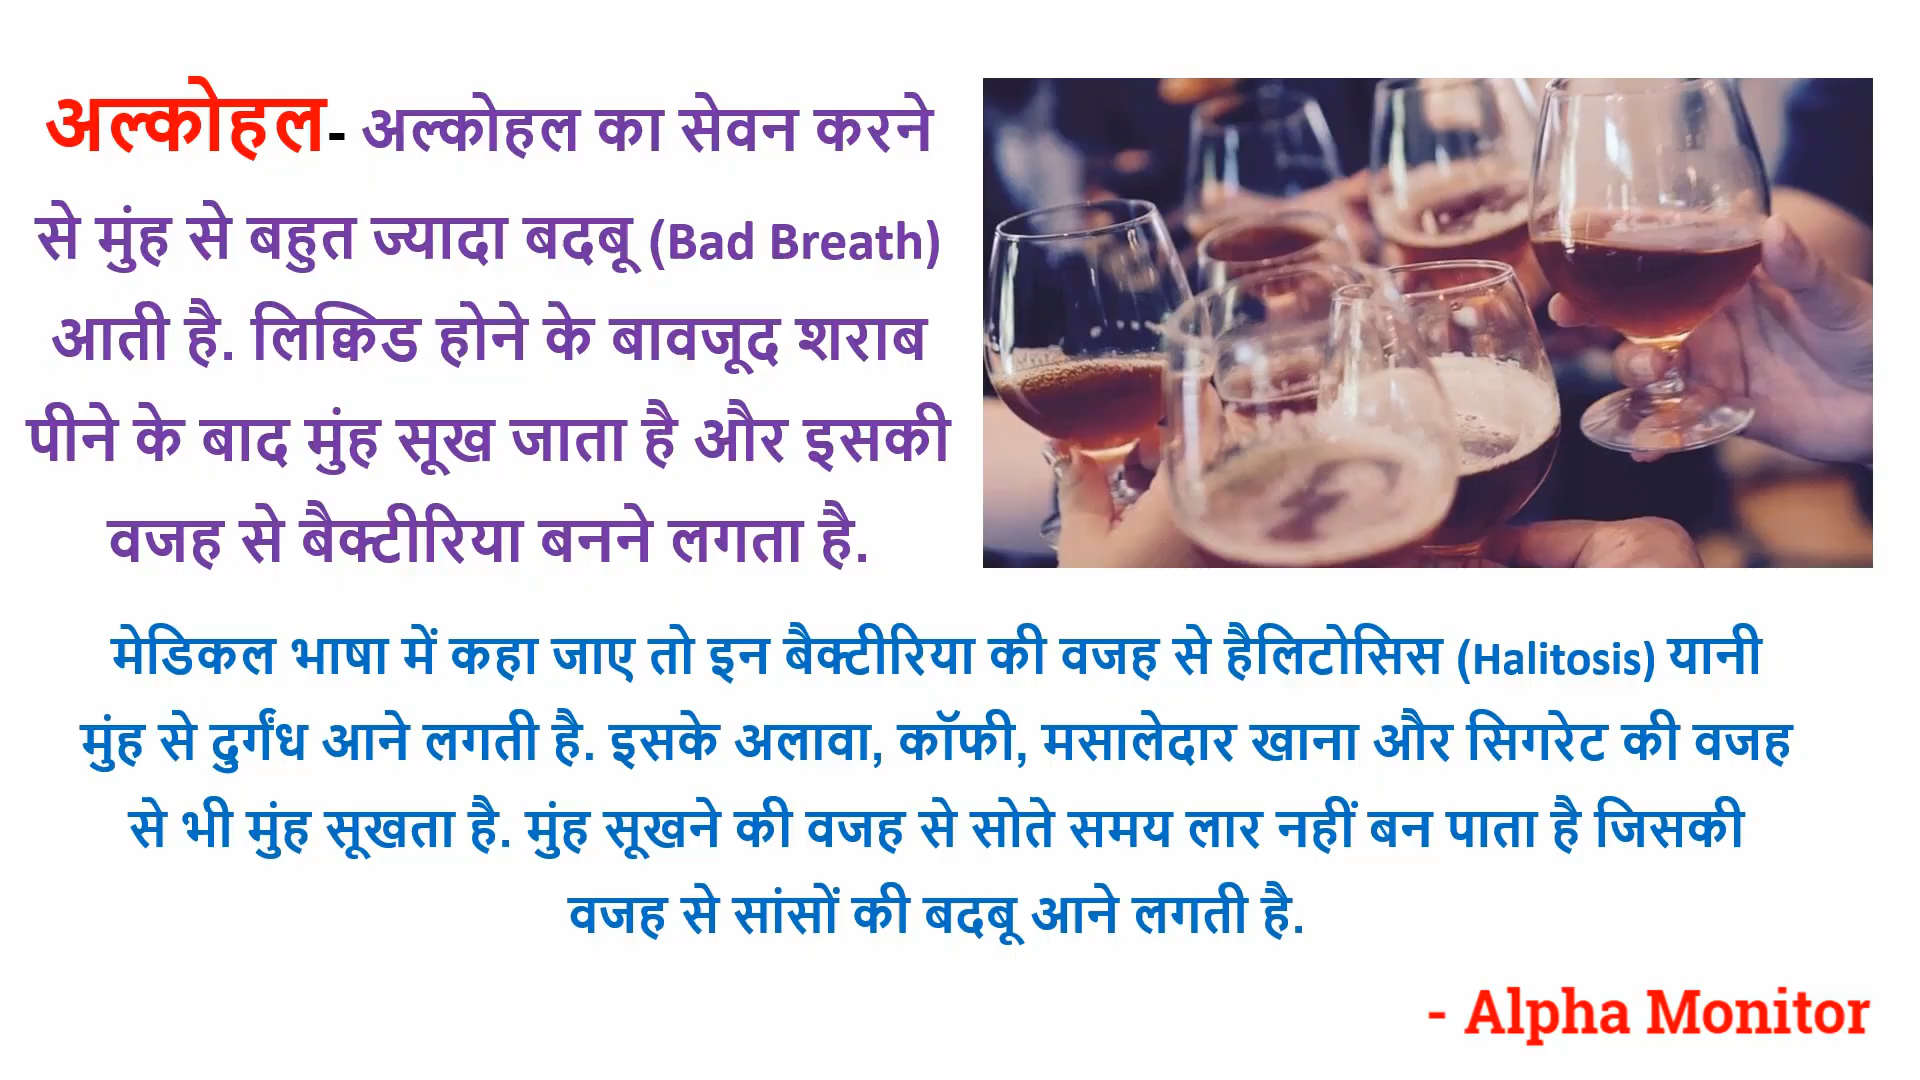 अल्कोहल- अल्कोहल का सेवन करने
से मुंह से बहुत ज्यादा बदबू (Bad Breath)
आती है. लिक्विड होने के बावजूद शराब
पीने के बाद मुंह सूख जाता है और इसकी
वजह से बैक्टीरिया बनने लगता है.
मेडिकल भाषा में कहा जाए तो इन बैक्टीरिया की वजह से हैलिटोसिस (Halitosis) यानी
मुंह से दुर्गंध आने लगती है. इसके अलावा, कॉफी, मसालेदार खाना और सिगरेट की वजह
से भी मुंह सूखता है. मुंह सूखने की वजह से सोते समय लार नहीं बन पाता है जिसकी
वजह से सांसों की बदबू आने लगती है.
- Alpha Monitor